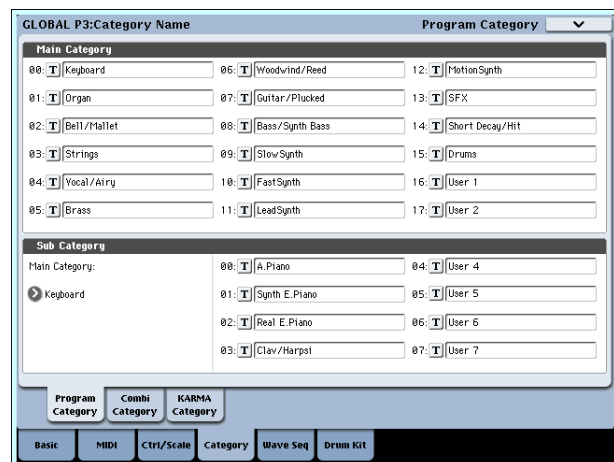 GLOBAL P3:Category Name Program Category
Main Category
00: T Keyboard 06: T Woodwind/Reed 12: T MotionSynth
01: T Organ 07: T Guitar/Plucked 13: T SFX
02: T Bell/Mallet 08: T Bass/Synth Bass 14: T Short Decay/Hit
03: T Strings 09: T SlowSynth 15: T Drums
04: T Vocal/Airy 10: T FastSynth 16: T User 1
05: T Brass 11: T LeadSynth 17: T User 2
Sub Category
Main Category: 00: T A.Piano 04: T User 4
Keyboard 01: T Synth E.Piano 05: T User 5
02: T Real E.Piano 06: T User 6
03: T Clav/Harpsi 07: T User 7
Program Category Combi Category KARMA Category
Basic MIDI Ctrl/Scale Category Wave Seq Drum Kit